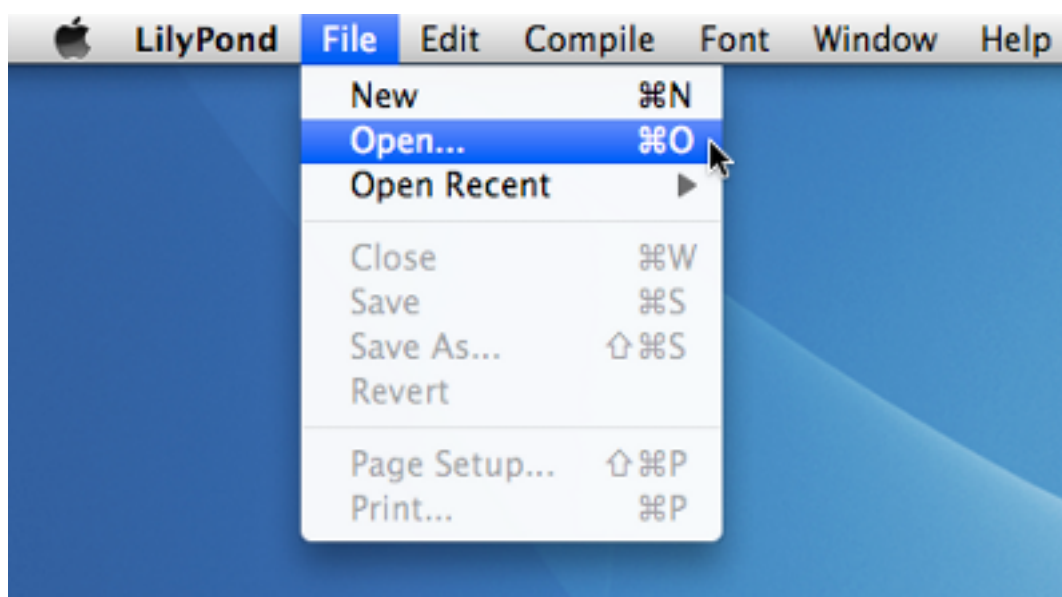 LilyPond File Edit Compile Font Window Help
New ⌘N
Open... ⌘O
Open Recent ▶
Close ⌘W
Save ⌘S
Save As... ⇧⌘S
Revert
Page Setup... ⇧⌘P
Print... ⌘P